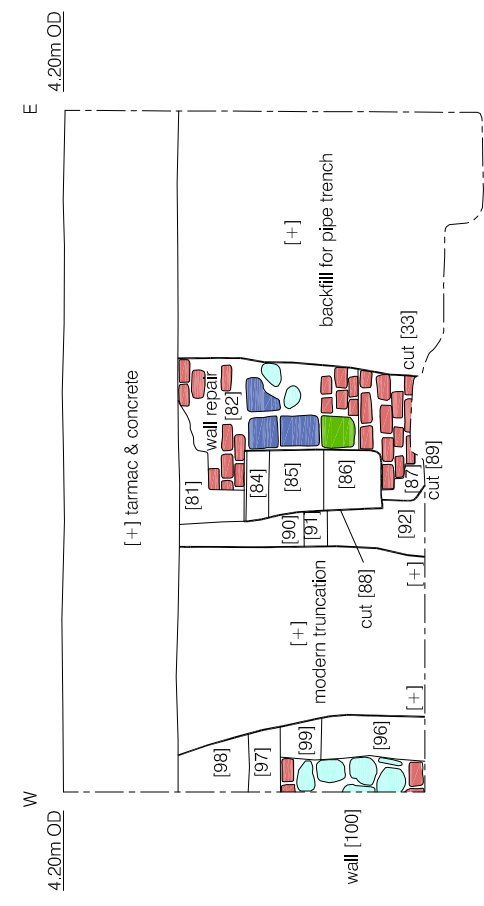 W
E
4.20m OD
4.20m OD
[+] tarmac & concrete
[81]
wall repair
[82]
[98]
[84]
[97]
[90]
[85]
[+]
backfill for pipe trench
[+]
modern truncation
[99]
[91]
[86]
wall [100]
cut [88]
[96]
[92]
cut [33]
[87]
[+]
[+]
cut [89]